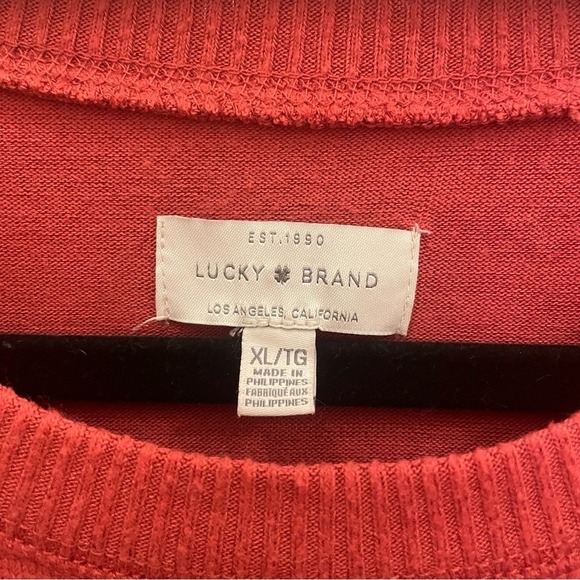 EST.1990
LUCKY BRAND
LOS ANGELES, CALIFORNIA
XL/TG
MADE IN
PHILIPPINES
FABRIQUÉ AUX
PHILIPPINES